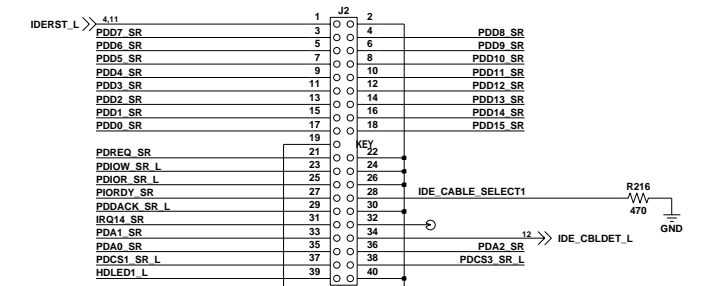 J2
IDERST_L 4,11 1 2
PDD7_SR 3 4 PDD8_SR
PDD6_SR 5 6 PDD9_SR
PDD5_SR 7 8 PDD10_SR
PDD4_SR 9 10 PDD11_SR
PDD3_SR 11 12 PDD12_SR
PDD2_SR 13 14 PDD13_SR
PDD1_SR 15 16 PDD14_SR
PDD0_SR 17 18 PDD15_SR
19 KEY
PDREQ_SR 21 22
PDIOW_SR_L 23 24
PDIOR_SR_L 25 26
PIORDY_SR 27 28 IDE_CABLE_SELECT1 R216 470 GND
PDDACK_SR_L 29 30
IRQ14_SR 31 32
PDA1_SR 33 34 12 IDE_CBLDET_L
PDA0_SR 35 36 PDA2_SR
PDCS1_SR_L 37 38 PDCS3_SR_L
HDLED1_L 39 40